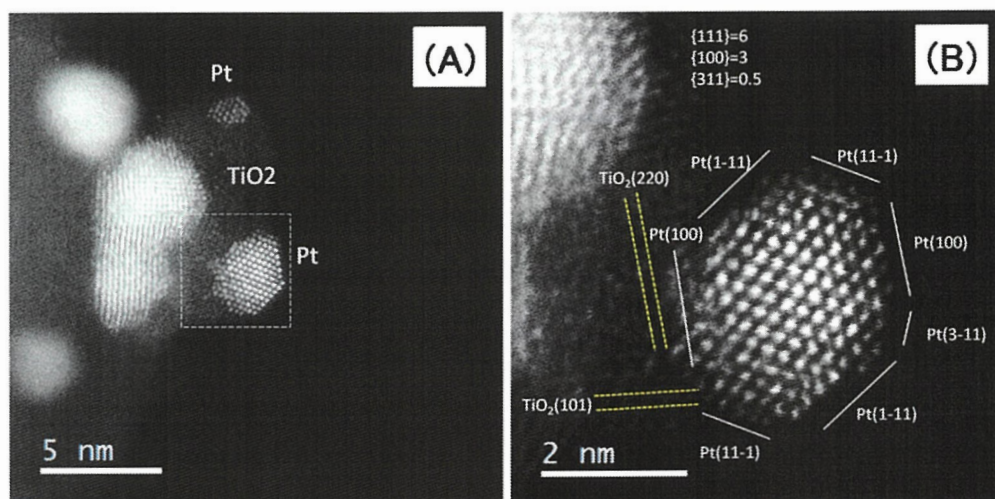 (A)
Pt
TiO2
Pt
5 nm
(B)
{111}=6
{100}=3
{311}=0.5
Pt(1-11)
Pt(11-1)
TiO₂(220)
Pt(100)
Pt(100)
Pt(3-11)
TiO₂(101)
Pt(1-11)
Pt(11-1)
2 nm